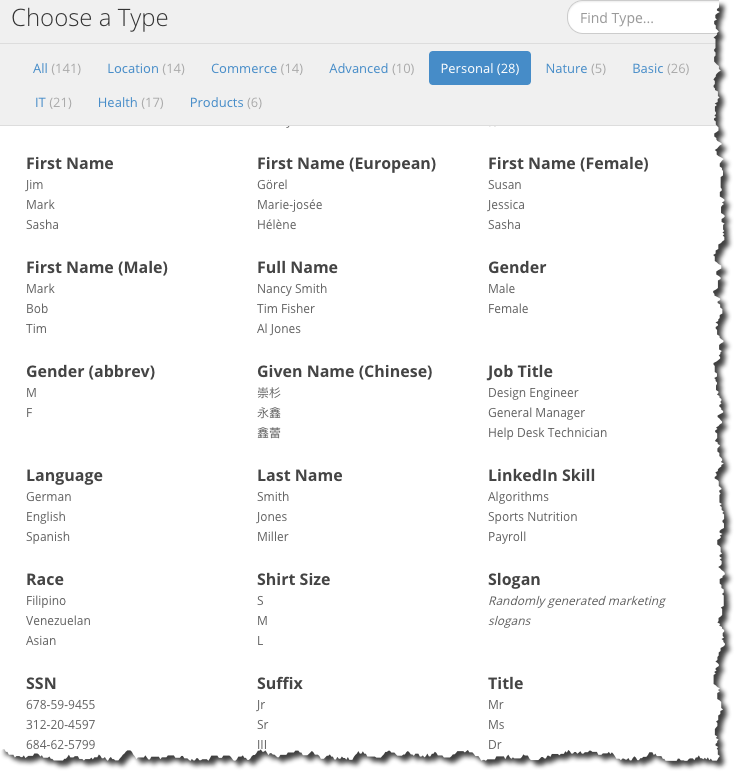 Choose a Type
Find Type...
All (141) Location (14) Commerce (14) Advanced (10) Personal (28) Nature (5) Basic (26)
IT (21) Health (17) Products (6)
First Name
Jim
Mark
Sasha
First Name (European)
Görel
Marie-josée
Hélène
First Name (Female)
Susan
Jessica
Sasha
First Name (Male)
Mark
Bob
Tim
Full Name
Nancy Smith
Tim Fisher
Al Jones
Gender
Male
Female
Gender (abbrev)
M
F
Given Name (Chinese)
崇杉
永鑫
鑫蕾
Job Title
Design Engineer
General Manager
Help Desk Technician
Language
German
English
Spanish
Last Name
Smith
Jones
Miller
LinkedIn Skill
Algorithms
Sports Nutrition
Payroll
Race
Filipino
Venezuelan
Asian
Shirt Size
S
M
L
Slogan
Randomly generated marketing
slogans
SSN
678-59-9455
312-20-4597
684-62-5799
Suffix
Jr
Sr
III
Title
Mr
Ms
Dr